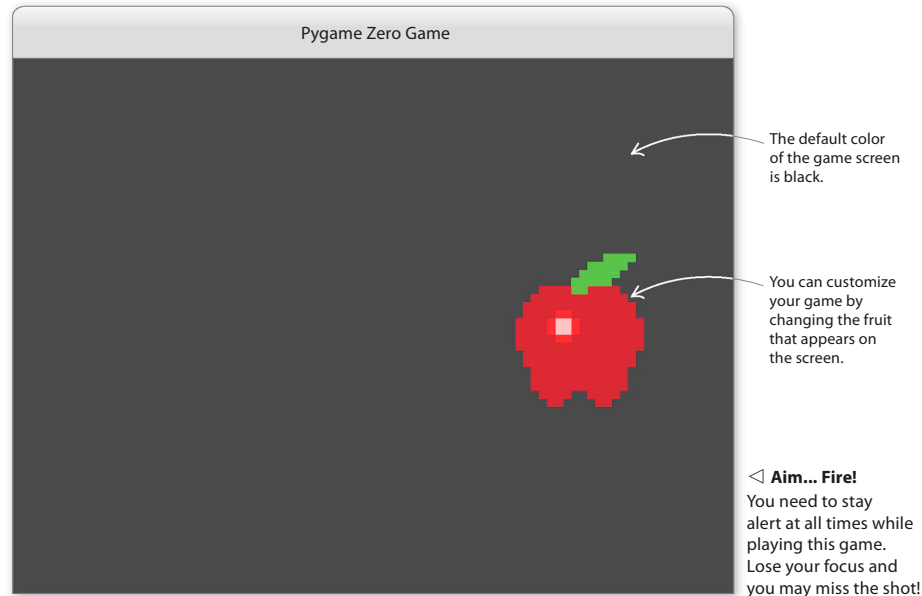 Pygame Zero Game
The default color
of the game screen
is black.
You can customize
your game by
changing the fruit
that appears on
the screen.
Aim... Fire!
You need to stay
alert at all times while
playing this game.
Lose your focus and
you may miss the shot!